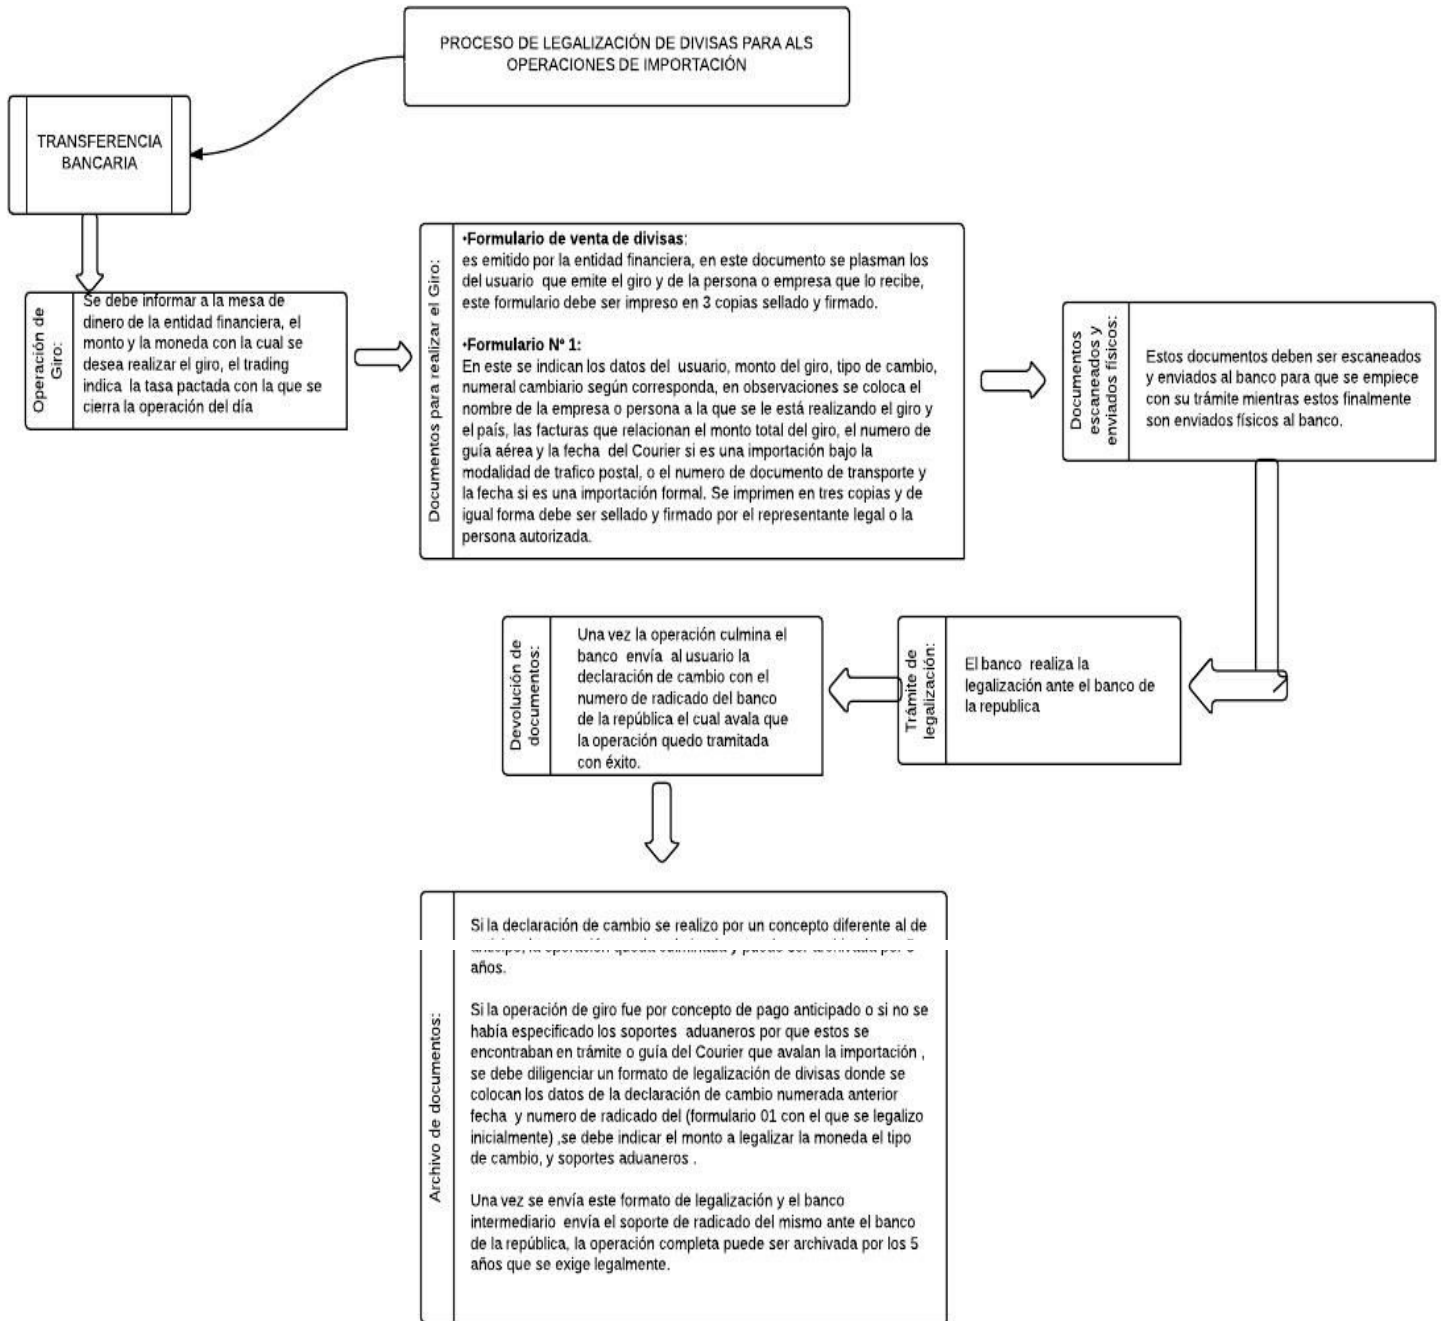 PROCESO DE LEGALIZACIÓN DE DIVISAS PARA ALS
OPERACIONES DE IMPORTACIÓN
TRANSFERENCIA
BANCARIA
Operación de
Giro:
Se debe informar a la mesa de
dinero de la entidad financiera, el
monto y la moneda con la cual se
desea realizar el giro, el trading
indica la tasa pactada con la que se
cierra la operación del día
Documentos para realizar el Giro:
•Formulario de venta de divisas:
es emitido por la entidad financiera, en este documento se plasman los
del usuario que emite el giro y de la persona o empresa que lo recibe,
este formulario debe ser impreso en 3 copias sellado y firmado.
•Formulario Nº 1:
En este se indican los datos del usuario, monto del giro, tipo de cambio,
numeral cambiario según corresponda, en observaciones se coloca el
nombre de la empresa o persona a la que se le está realizando el giro y
el país, las facturas que relacionan el monto total del giro, el numero de
guía aérea y la fecha del Courier si es una importación bajo la
modalidad de trafico postal, o el numero de documento de transporte y
la fecha si es una importación formal. Se imprimen en tres copias y de
igual forma debe ser sellado y firmado por el representante legal o la
persona autorizada.
Documentos
escaneados y
enviados físicos:
Estos documentos deben ser escaneados
y enviados al banco para que se empiece
con su trámite mientras estos finalmente
son enviados físicos al banco.
Trámite de
legalización:
El banco realiza la
legalización ante el banco de
la republica
Devolución de
documentos:
Una vez la operación culmina el
banco envía al usuario la
declaración de cambio con el
numero de radicado del banco
de la república el cual avala que
la operación quedo tramitada
con éxito.
Archivo de documentos:
Si la declaración de cambio se realizo por un concepto diferente al de
la operación queda culminada y puede ser archivada por 5
años.
Si la operación de giro fue por concepto de pago anticipado o si no se
había especificado los soportes aduaneros por que estos se
encontraban en trámite o guía del Courier que avalan la importación ,
se debe diligenciar un formato de legalización de divisas donde se
colocan los datos de la declaración de cambio numerada anterior
fecha y numero de radicado del (formulario 01 con el que se legalizo
inicialmente) ,se debe indicar el monto a legalizar la moneda el tipo
de cambio, y soportes aduaneros .
Una vez se envía este formato de legalización y el banco
intermediario envía el soporte de radicado del mismo ante el banco
de la república, la operación completa puede ser archivada por los 5
años que se exige legalmente.